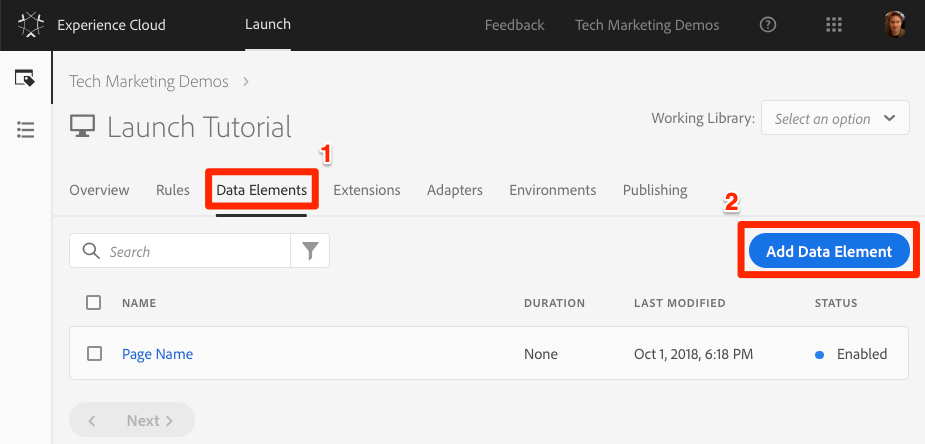 Experience Cloud Launch Feedback Tech Marketing Demos
Tech Marketing Demos
Launch Tutorial
Working Library: Select an option
1
Overview Rules Data Elements Extensions Adapters Environments Publishing
2
Search
Add Data Element
NAME DURATION LAST MODIFIED STATUS
Page Name None Oct 1, 2018, 6:18 PM Enabled
Next